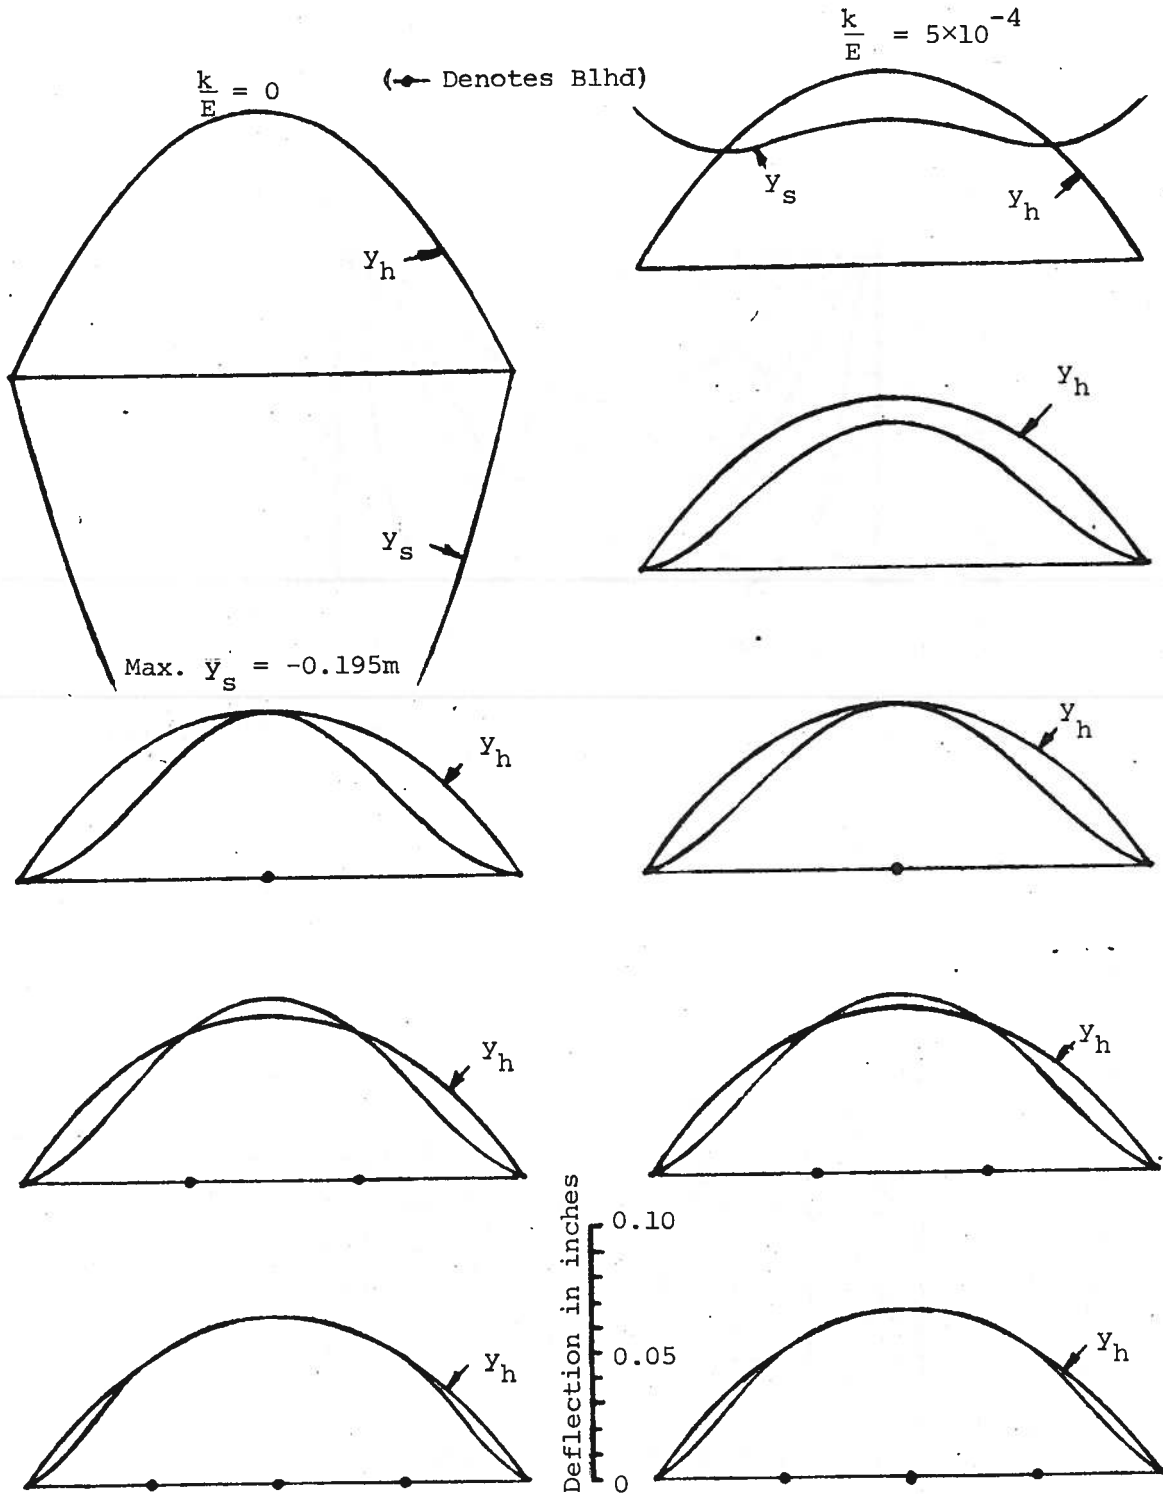 k/E = 0
(●— Denotes Blhd)
k/E = 5×10⁻⁴
y_h
y_s
y_s
y_h
y_h
Max. y_s = -0.195m
y_h
y_h
y_h
y_h
Deflection in inches
0.10
0.05
0
y_h
y_h